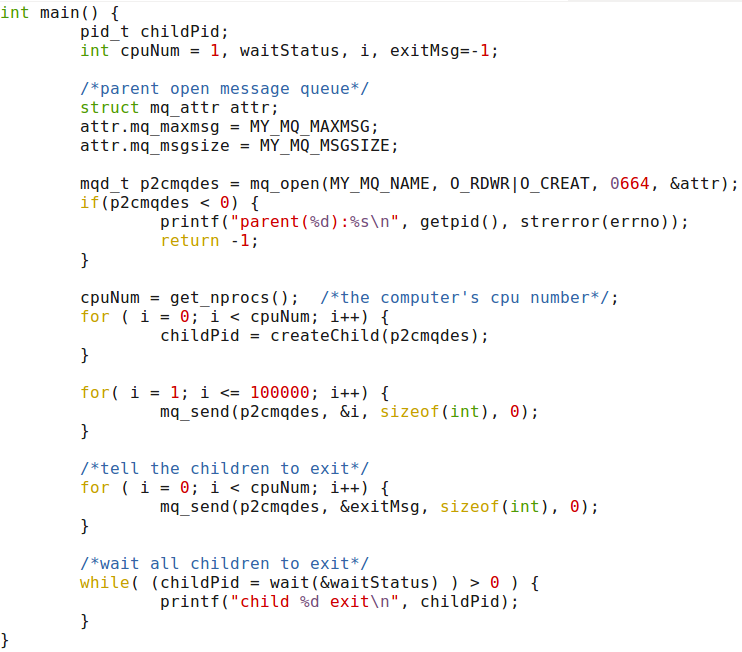 int main() {
        pid_t childPid;
        int cpuNum = 1, waitStatus, i, exitMsg=-1;

        /*parent open message queue*/
        struct mq_attr attr;
        attr.mq_maxmsg = MY_MQ_MAXMSG;
        attr.mq_msgsize = MY_MQ_MSGSIZE;

        mqd_t p2cmqdes = mq_open(MY_MQ_NAME, O_RDWR|O_CREAT, 0664, &attr);
        if(p2cmqdes < 0) {
                printf("parent(%d):%s\n", getpid(), strerror(errno));
                return -1;
        }

        cpuNum = get_nprocs();  /*the computer's cpu number*/;
        for ( i = 0; i < cpuNum; i++) {
                childPid = createChild(p2cmqdes);
        }

        for( i = 1; i <= 100000; i++) {
                mq_send(p2cmqdes, &i, sizeof(int), 0);
        }

        /*tell the children to exit*/
        for ( i = 0; i < cpuNum; i++) {
                mq_send(p2cmqdes, &exitMsg, sizeof(int), 0);
        }

        /*wait all children to exit*/
        while( (childPid = wait(&waitStatus) ) > 0 ) {
                printf("child %d exit\n", childPid);
        }
}